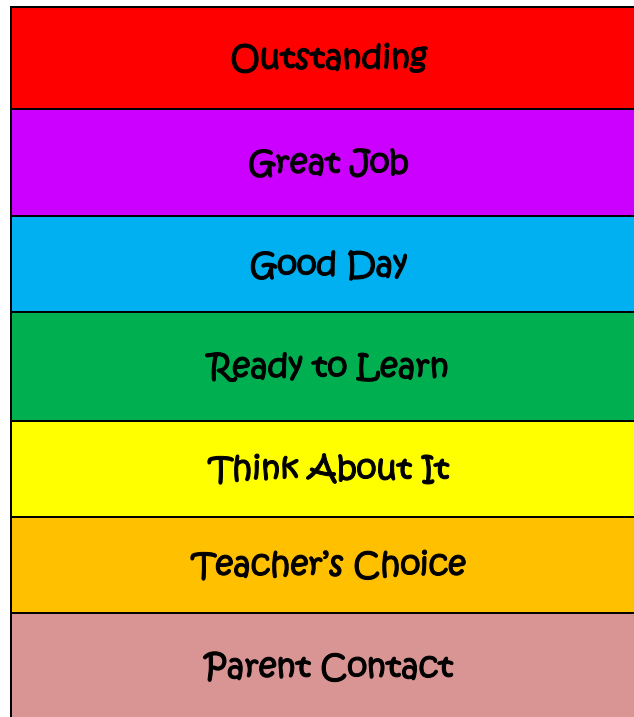 Outstanding
Great Job
Good Day
Ready to Learn
Think About It
Teacher's Choice
Parent Contact